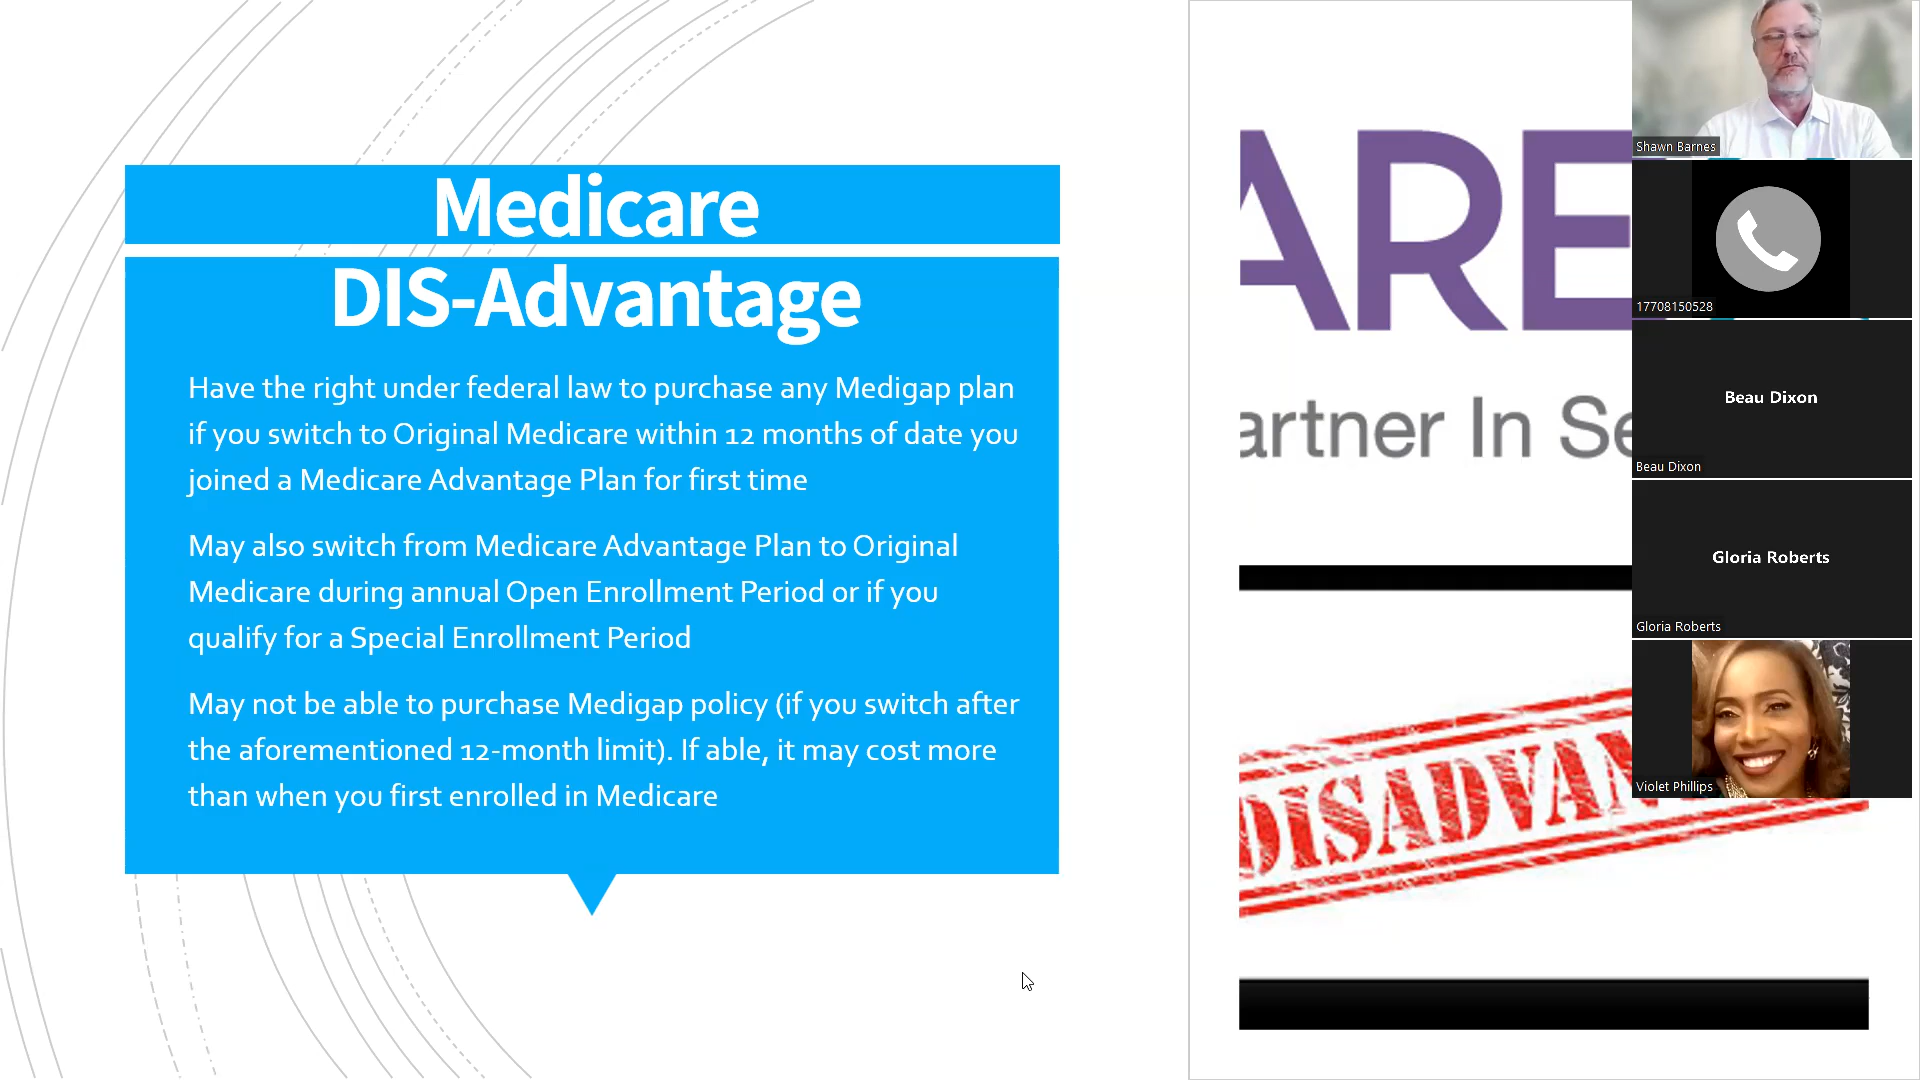 Medicare
DIS-Advantage
Have the right under federal law to purchase any Medigap plan
if you switch to Original Medicare within 12 months of date you
joined a Medicare Advantage Plan for first time
May also switch from Medicare Advantage Plan to Original
Medicare during annual Open Enrollment Period or if you
qualify for a Special Enrollment Period
May not be able to purchase Medigap policy (if you switch after
the aforementioned 12-month limit). If able, it may cost more
than when you first enrolled in Medicare
ARE
artner In Se
DISADVAN
Shawn Barnes
17708150528
Beau Dixon
Beau Dixon
Gloria Roberts
Gloria Roberts
Violet Phillips